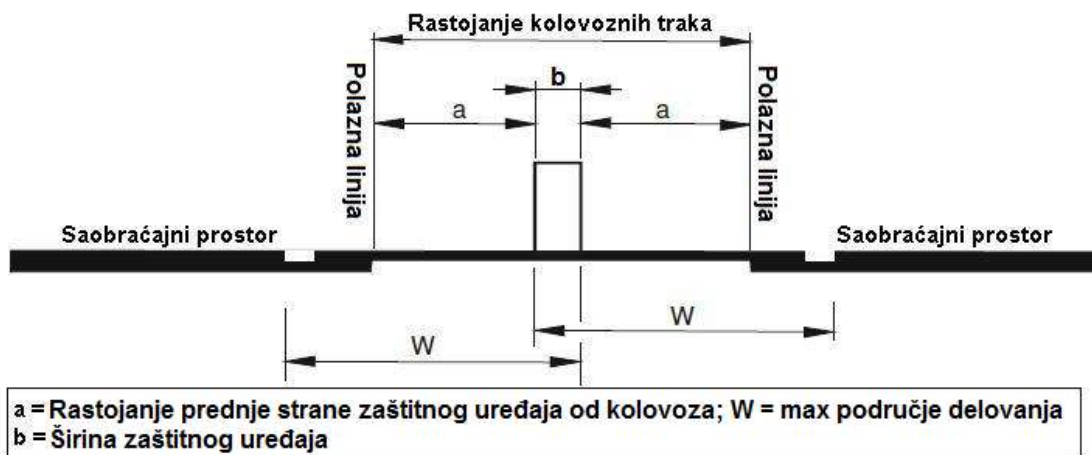 Rastojanje kolovoznih traka
Polazna linija
b
a
a
Polazna linija
Saobraćajni prostor
Saobraćajni prostor
W
W
a = Rastojanje prednje strane zaštitnog uređaja od kolovoza; W = max područje delovanja
b = Širina zaštitnog uređaja